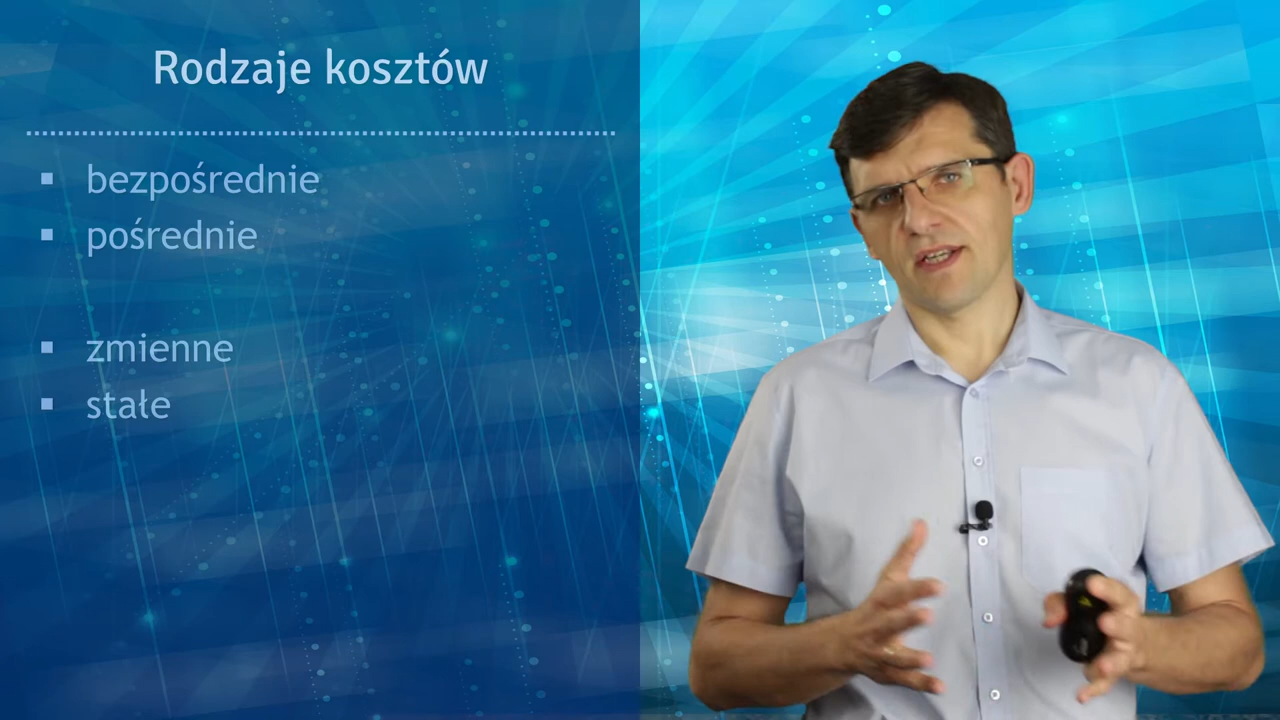 Rodzaje kosztów
bezpośrednie
pośrednie
zmienne
stałe